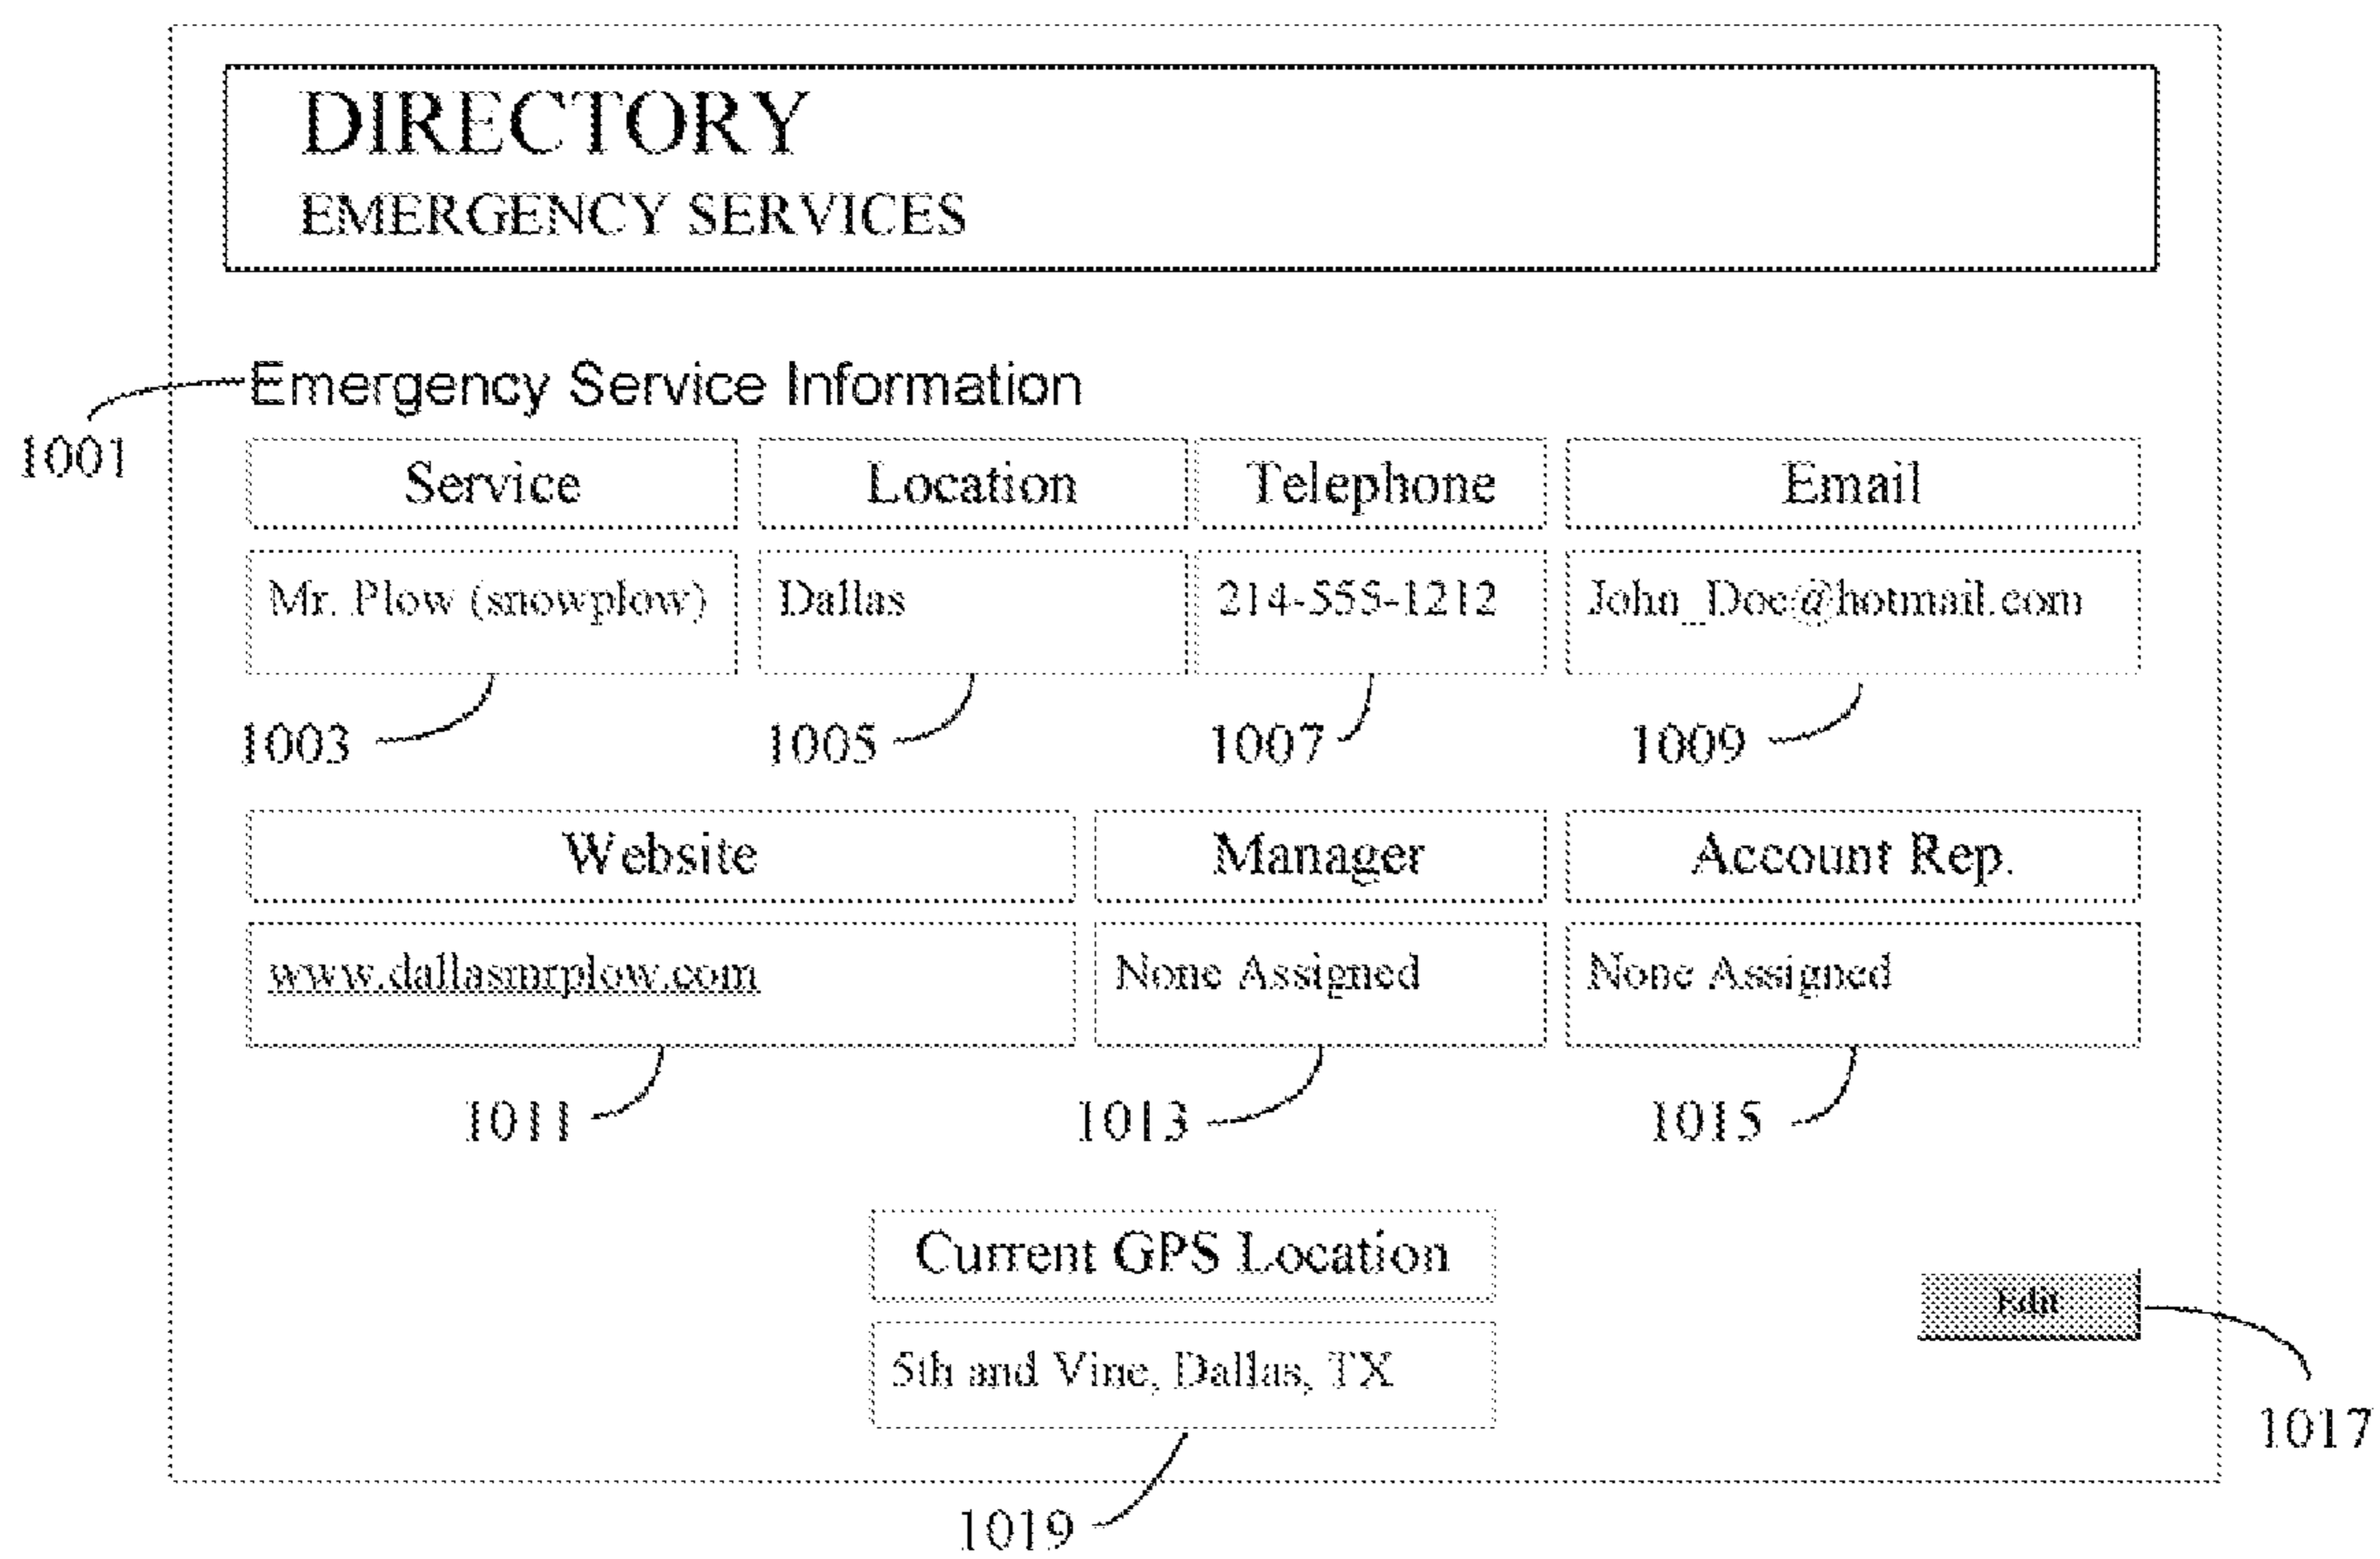 DIRECTORY
EMERGENCY SERVICES
Emergency Service Information
1001
Service Location Telephone Email
Mr. Plow (snowplow) Dallas 214-555-1212 John_Doe@hotmail.com
1003 1005 1007 1009
Website Manager Account Rep.
www.dallasmrplow.com None Assigned None Assigned
1011 1013 1015
Current GPS Location
Edit
5th and Vine, Dallas, TX
1017
1019